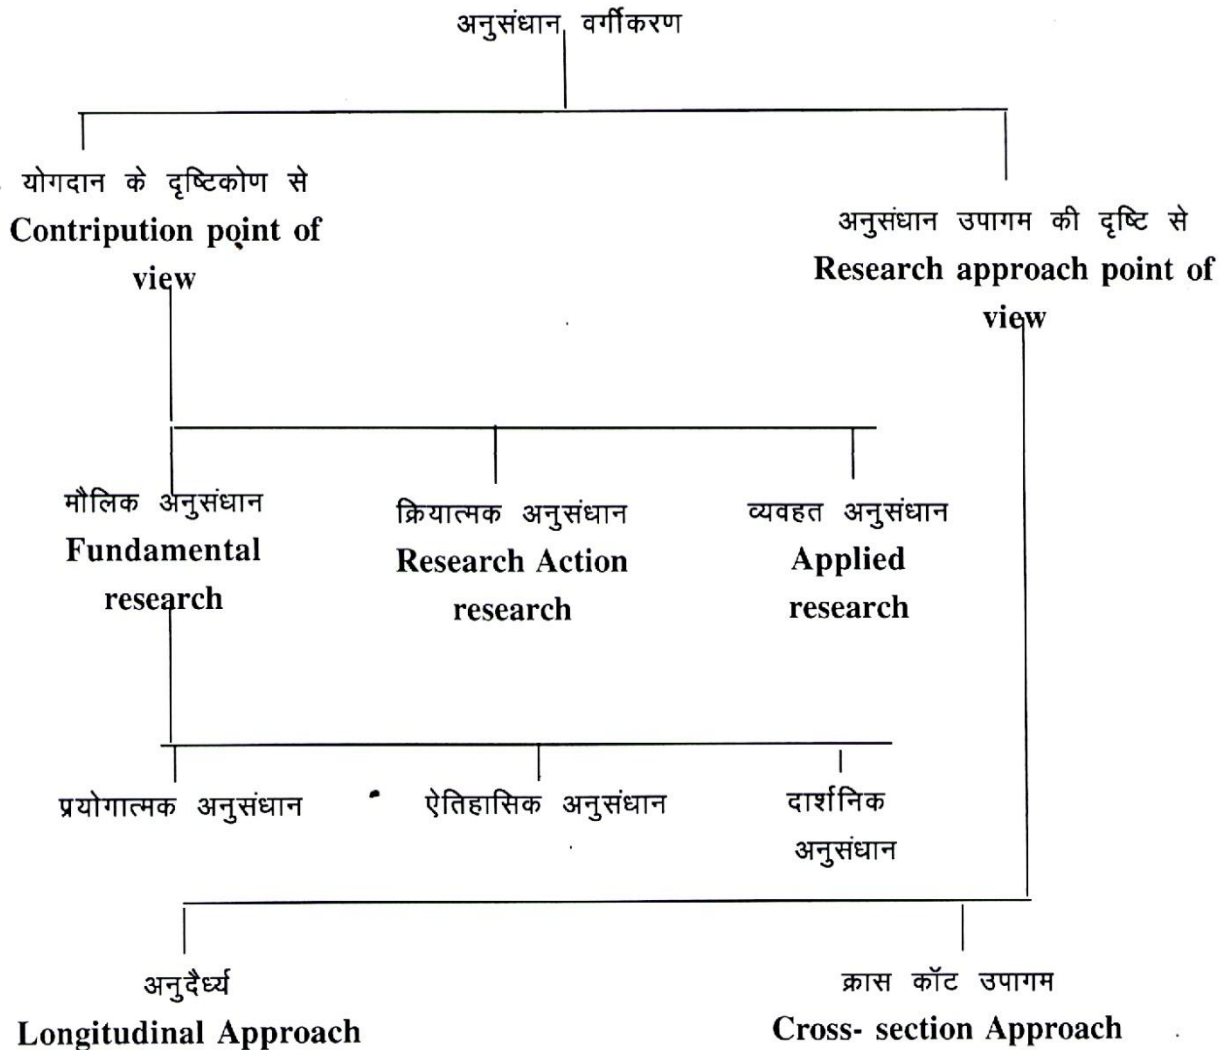 अनुसंधान वर्गीकरण
योगदान के दृष्टिकोण से
Contripution point of
view
अनुसंधान उपागम की दृष्टि से
Research approach point of
view
मौलिक अनुसंधान
Fundamental
research
क्रियात्मक अनुसंधान
Research Action
research
व्यवहत अनुसंधान
Applied
research
प्रयोगात्मक अनुसंधान
ऐतिहासिक अनुसंधान
दार्शनिक
अनुसंधान
अनुदैर्ध्य
Longitudinal Approach
क्रास कॉट उपागम
Cross- section Approach